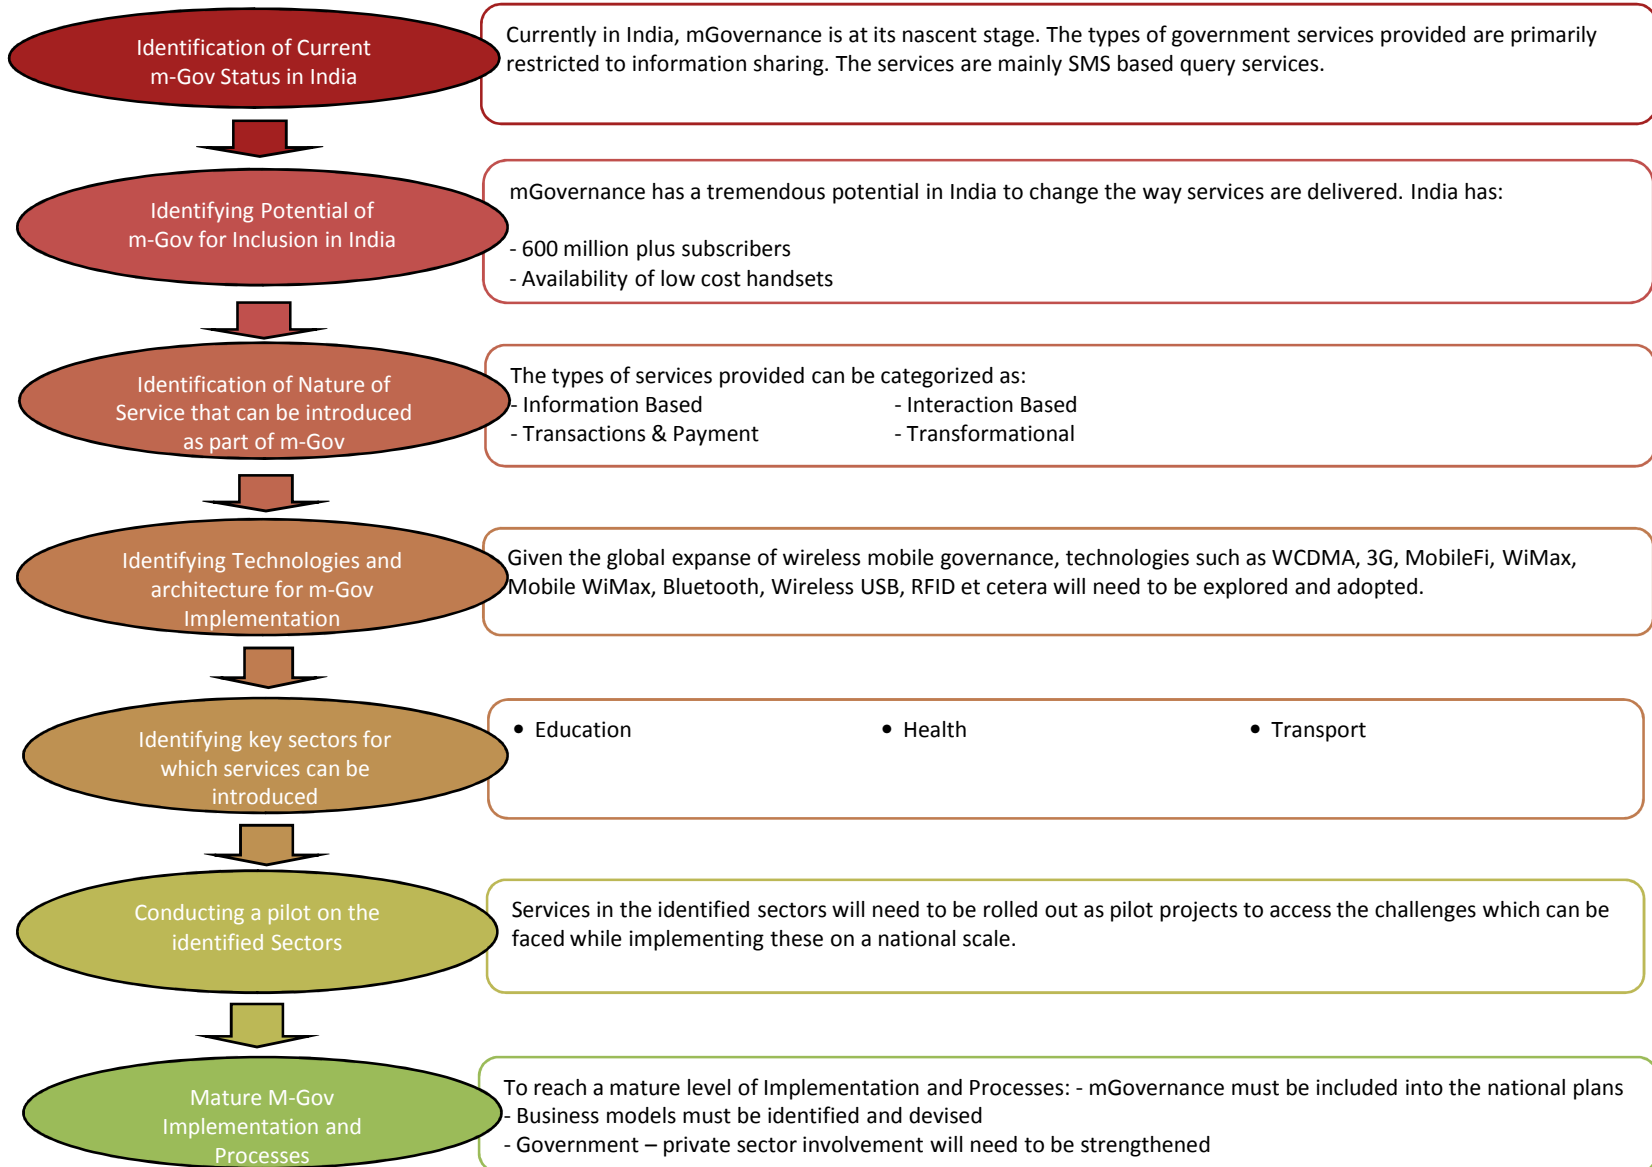 Identification of Current
m-Gov Status in India
Currently in India, mGovernance is at its nascent stage. The types of government services provided are primarily
restricted to information sharing. The services are mainly SMS based query services.
Identifying Potential of
m-Gov for Inclusion in India
mGovernance has a tremendous potential in India to change the way services are delivered. India has:
- 600 million plus subscribers
- Availability of low cost handsets
Identification of Nature of
Service that can be introduced
as part of m-Gov
The types of services provided can be categorized as:
- Information Based - Interaction Based
- Transactions & Payment - Transformational
Identifying Technologies and
architecture for m-Gov
Implementation
Given the global expanse of wireless mobile governance, technologies such as WCDMA, 3G, MobileFi, WiMax,
Mobile WiMax, Bluetooth, Wireless USB, RFID et cetera will need to be explored and adopted.
Identifying key sectors for
which services can be
introduced
• Education • Health • Transport
Conducting a pilot on the
identified Sectors
Services in the identified sectors will need to be rolled out as pilot projects to access the challenges which can be
faced while implementing these on a national scale.
Mature M-Gov
Implementation and
Processes
To reach a mature level of Implementation and Processes: - mGovernance must be included into the national plans
- Business models must be identified and devised
- Government – private sector involvement will need to be strengthened